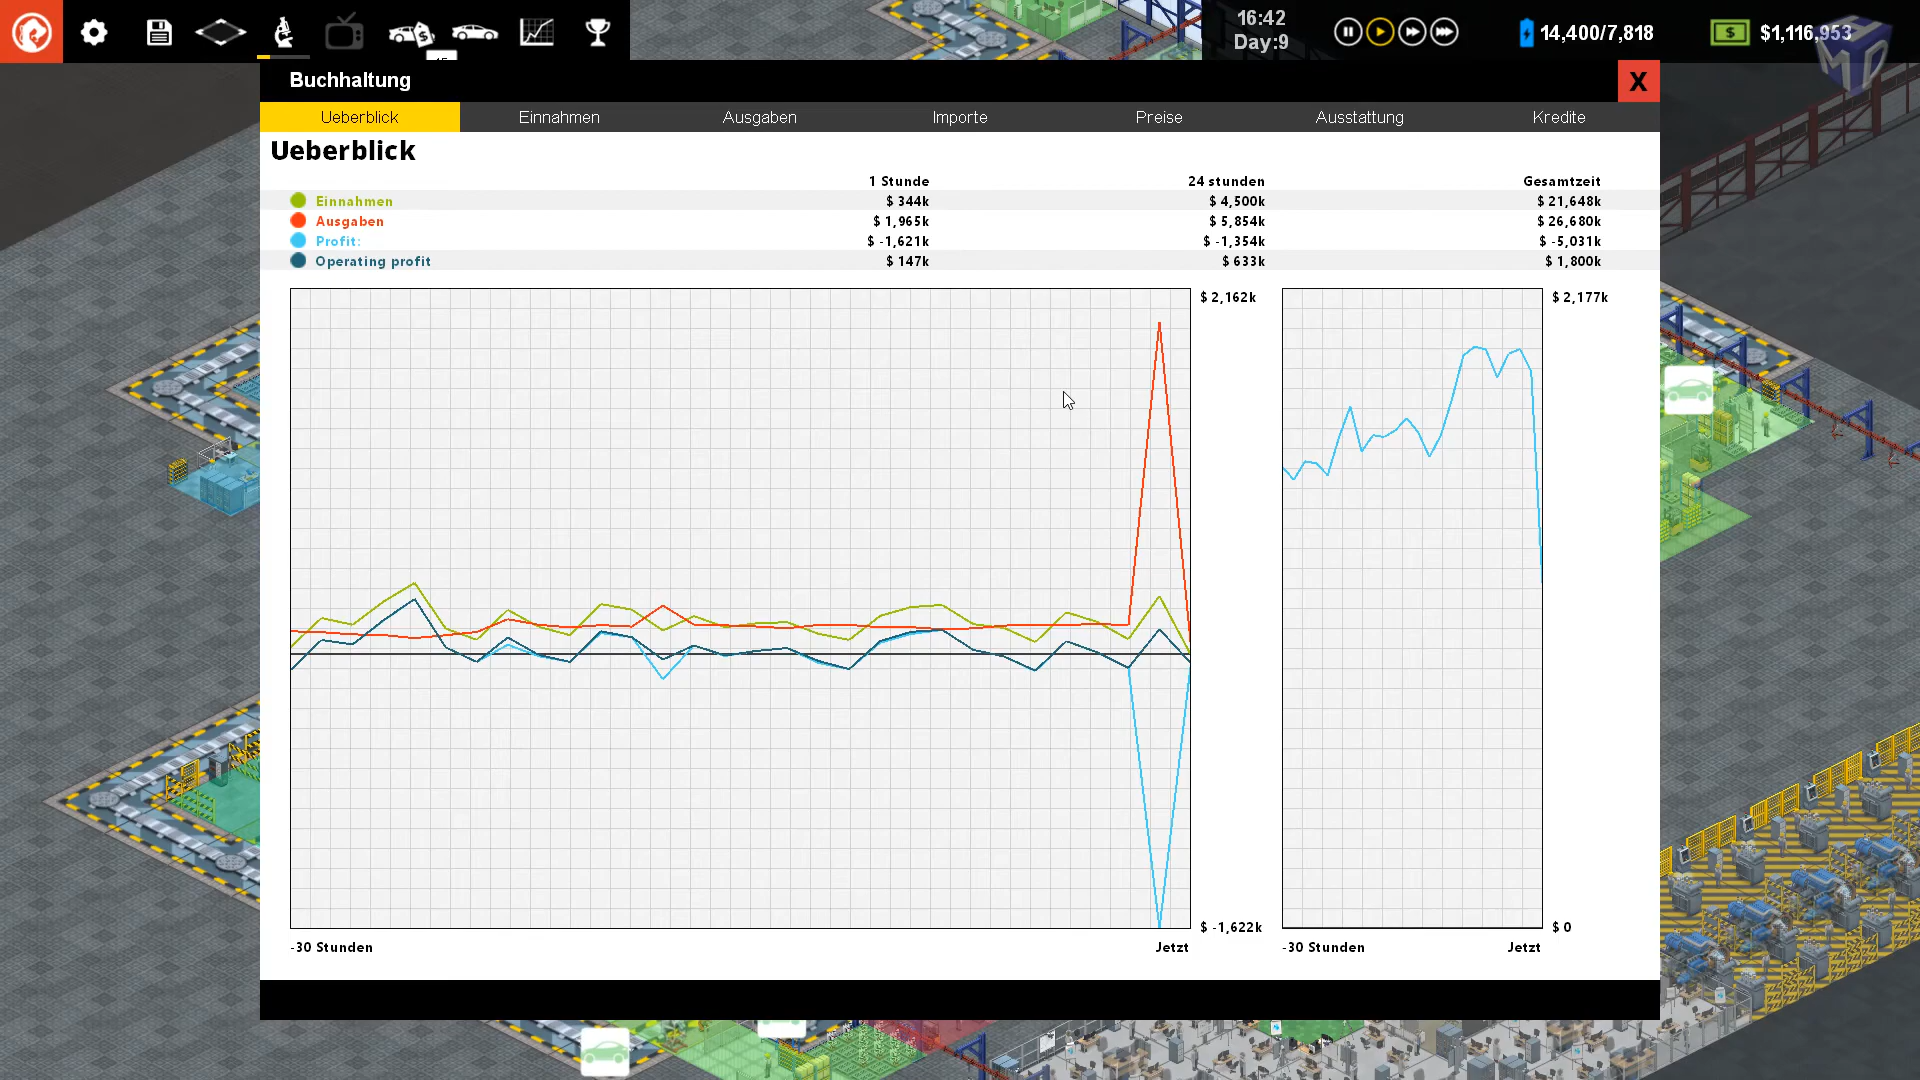 16:42
Day:9
14,400/7,818
$1,116,953
Buchhaltung
X
Ueberblick Einnahmen Ausgaben Importe Preise Ausstattung Kredite
Ueberblick
1 Stunde 24 stunden Gesamtzeit
Einnahmen $ 344k $ 4,500k $ 21,648k
Ausgaben $ 1,965k $ 5,854k $ 26,680k
Profit: $ -1,621k $ -1,354k $ -5,031k
Operating profit $ 147k $ 633k $ 1,800k
$ 2,162k $ 2,177k
$ -1,622k $ 0
-30 Stunden Jetzt -30 Stunden Jetzt